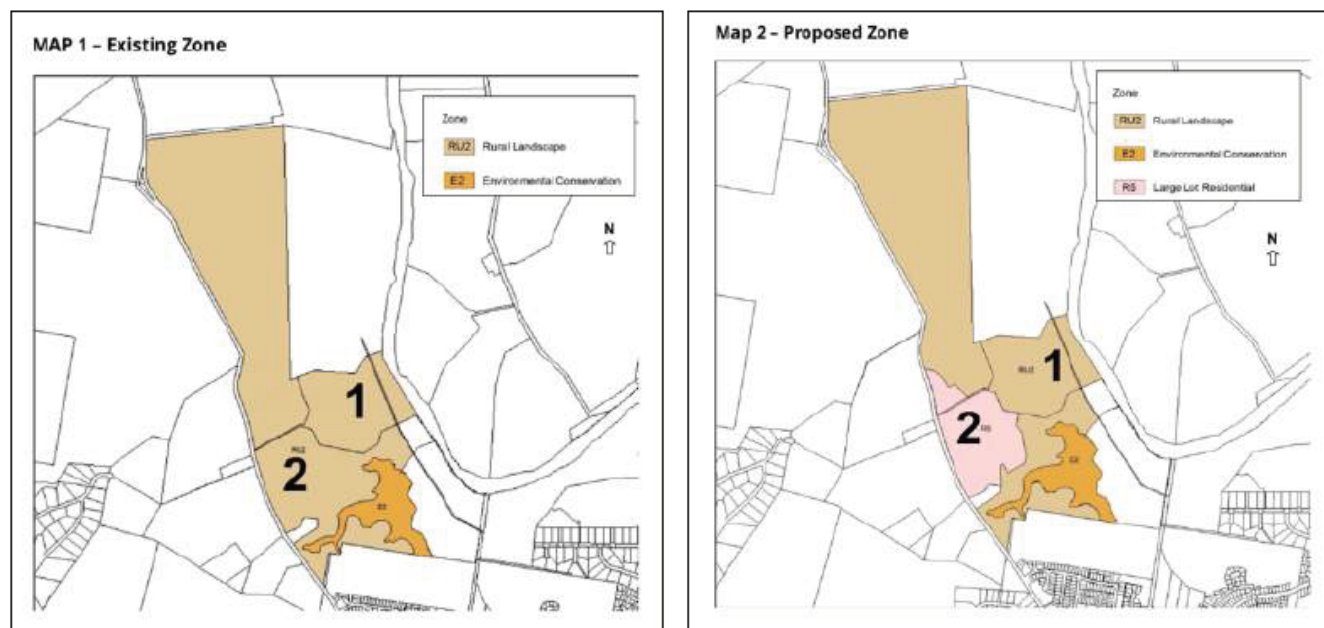 MAP 1 – Existing Zone
Zone
RU2 Rural Landscape
E2 Environmental Conservation
N
1
RU2
2
E2
Map 2 – Proposed Zone
Zone
RU2 Rural Landscape
E2 Environmental Conservation
R5 Large Lot Residential
N
RU2 1
2 R5
E2